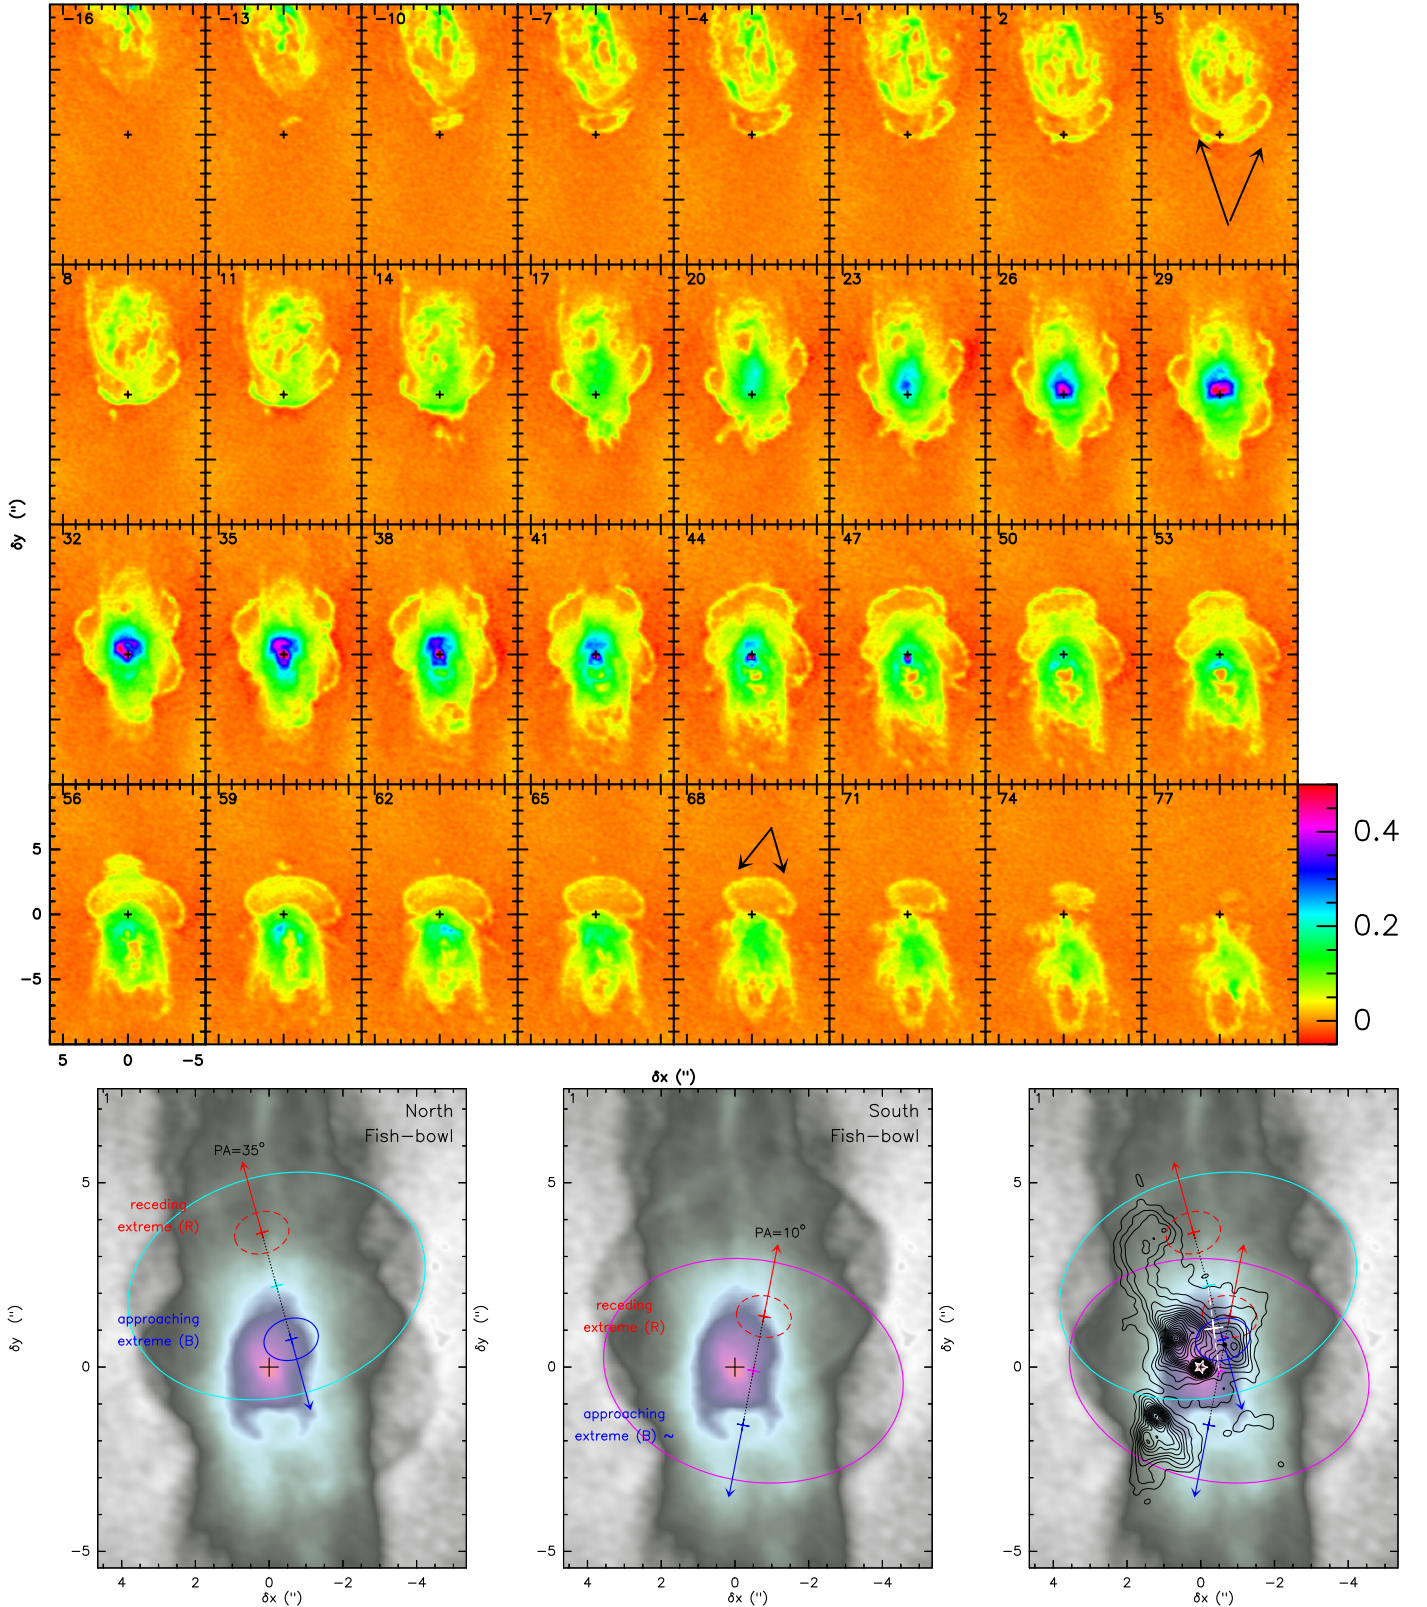 -16 -13 -10 -7 -4 -1 2 5
8 11 14 17 20 23 26 29
δy (")
32 35 38 41 44 47 50 53
56 59 62 65 68 71 74 77
5
0
-5
0.4
0.2
0
5 0 -5
δx (")
1
North
Fish-bowl
PA=35°
receding
extreme (R)
approaching
extreme (B)
5
0
-5
δy (")
4 2 0 -2 -4
δx (")
1
South
Fish-bowl
PA=10°
receding
extreme (R)
approaching
extreme (B) ~
5
0
-5
δy (")
4 2 0 -2 -4
δx (")
1
5
0
-5
δy (")
4 2 0 -2 -4
δx (")